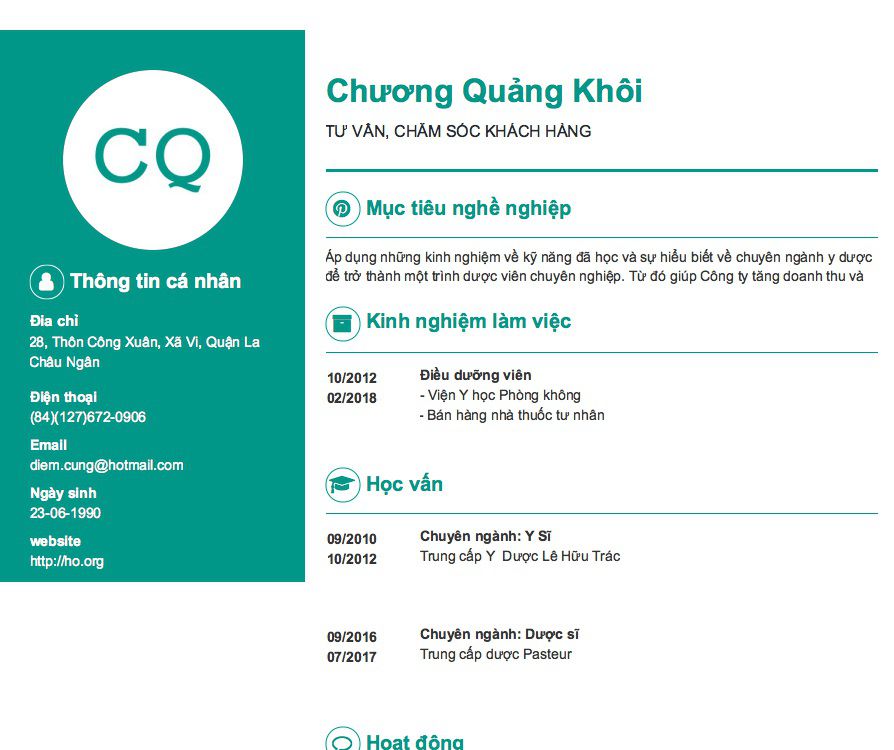 CQ
Thông tin cá nhân
Đia chỉ
28, Thôn Công Xuân, Xã Vi, Quận La
Châu Ngân
Điện thoại
(84)(127)672-0906
Email
diem.cung@hotmail.com
Ngày sinh
23-06-1990
website
http://ho.org
Chương Quảng Khôi
TƯ VẤN, CHĂM SÓC KHÁCH HÀNG
Mục tiêu nghề nghiệp
Áp dụng những kinh nghiệm về kỹ năng đã học và sự hiểu biết về chuyên ngành y dược
để trở thành một trình dược viên chuyên nghiệp. Từ đó giúp Công ty tăng doanh thu và
Kinh nghiệm làm việc
10/2012
02/2018
Điều dưỡng viên
- Viện Y học Phòng không
- Bán hàng nhà thuốc tư nhân
Học vấn
09/2010
10/2012
Chuyên ngành: Y Sĩ
Trung cấp Y Dược Lê Hữu Trác
09/2016
07/2017
Chuyên ngành: Dược sĩ
Trung cấp dược Pasteur
Hoạt động